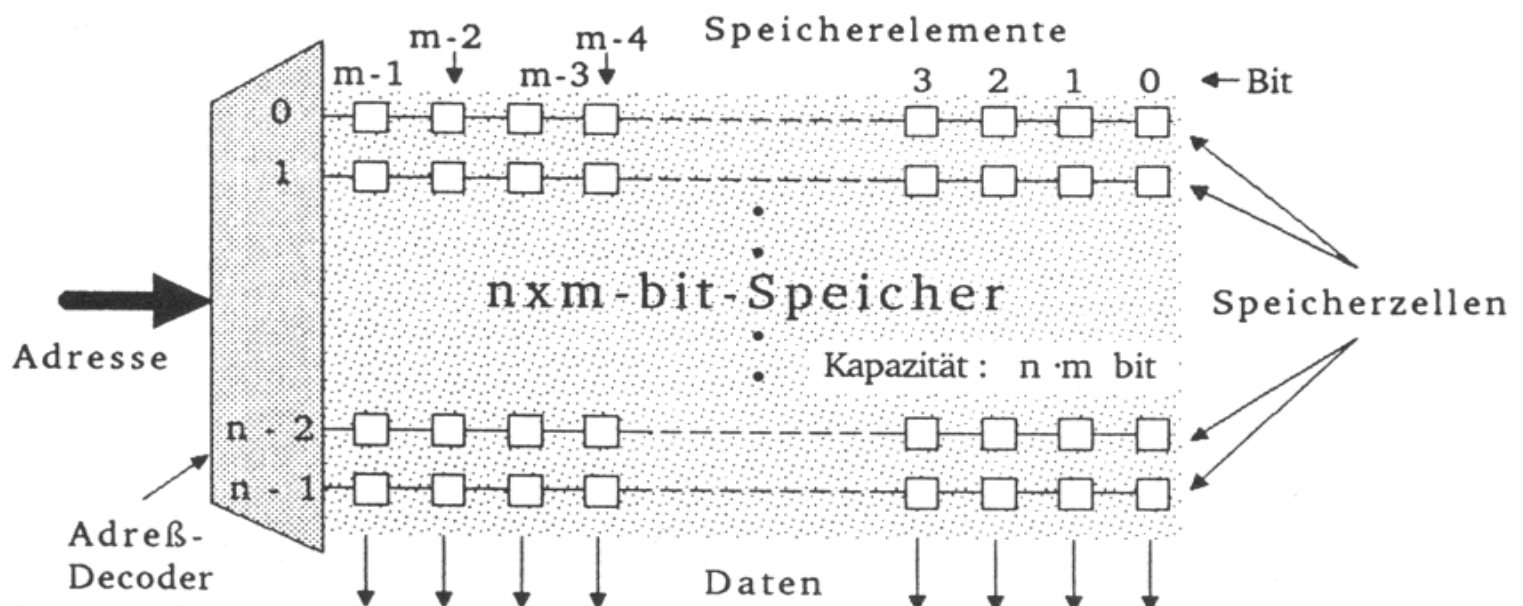 m-2
m-4
Speicherelemente
m-1
m-3
3 2 1 0
Bit
0
1
nxm-bit-Speicher
Speicherzellen
Adresse
Kapazität : n ·m bit
n - 2
n - 1
Adreß-
Decoder
Daten